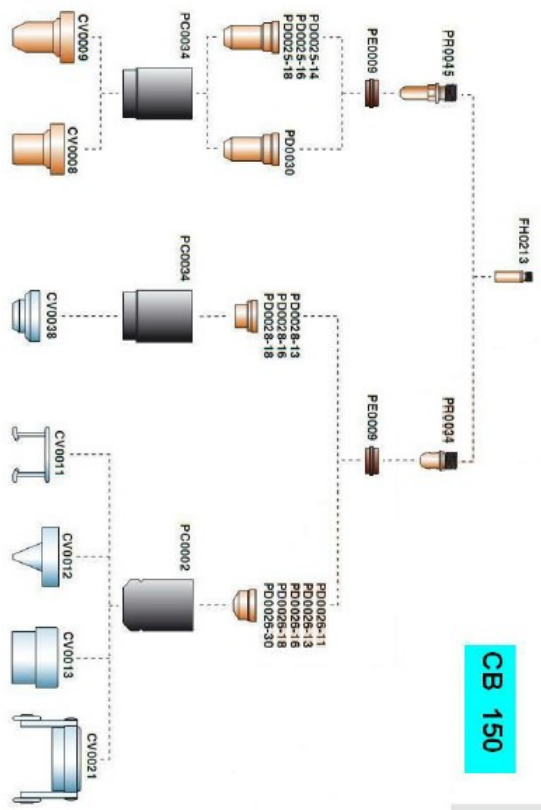 CB 150
FH0213
PR0045
PR0034
PE0009
PE0009
PD0025-14
PD0025-16
PD0025-18
PD0030
PD0028-13
PD0028-16
PD0028-18
PD0026-11
PD0026-13
PD0026-16
PD0026-18
PD0026-30
PC0034
PC0034
PC0002
CV0009
CV0008
CV0038
CV0011
CV0012
CV0013
CV0021